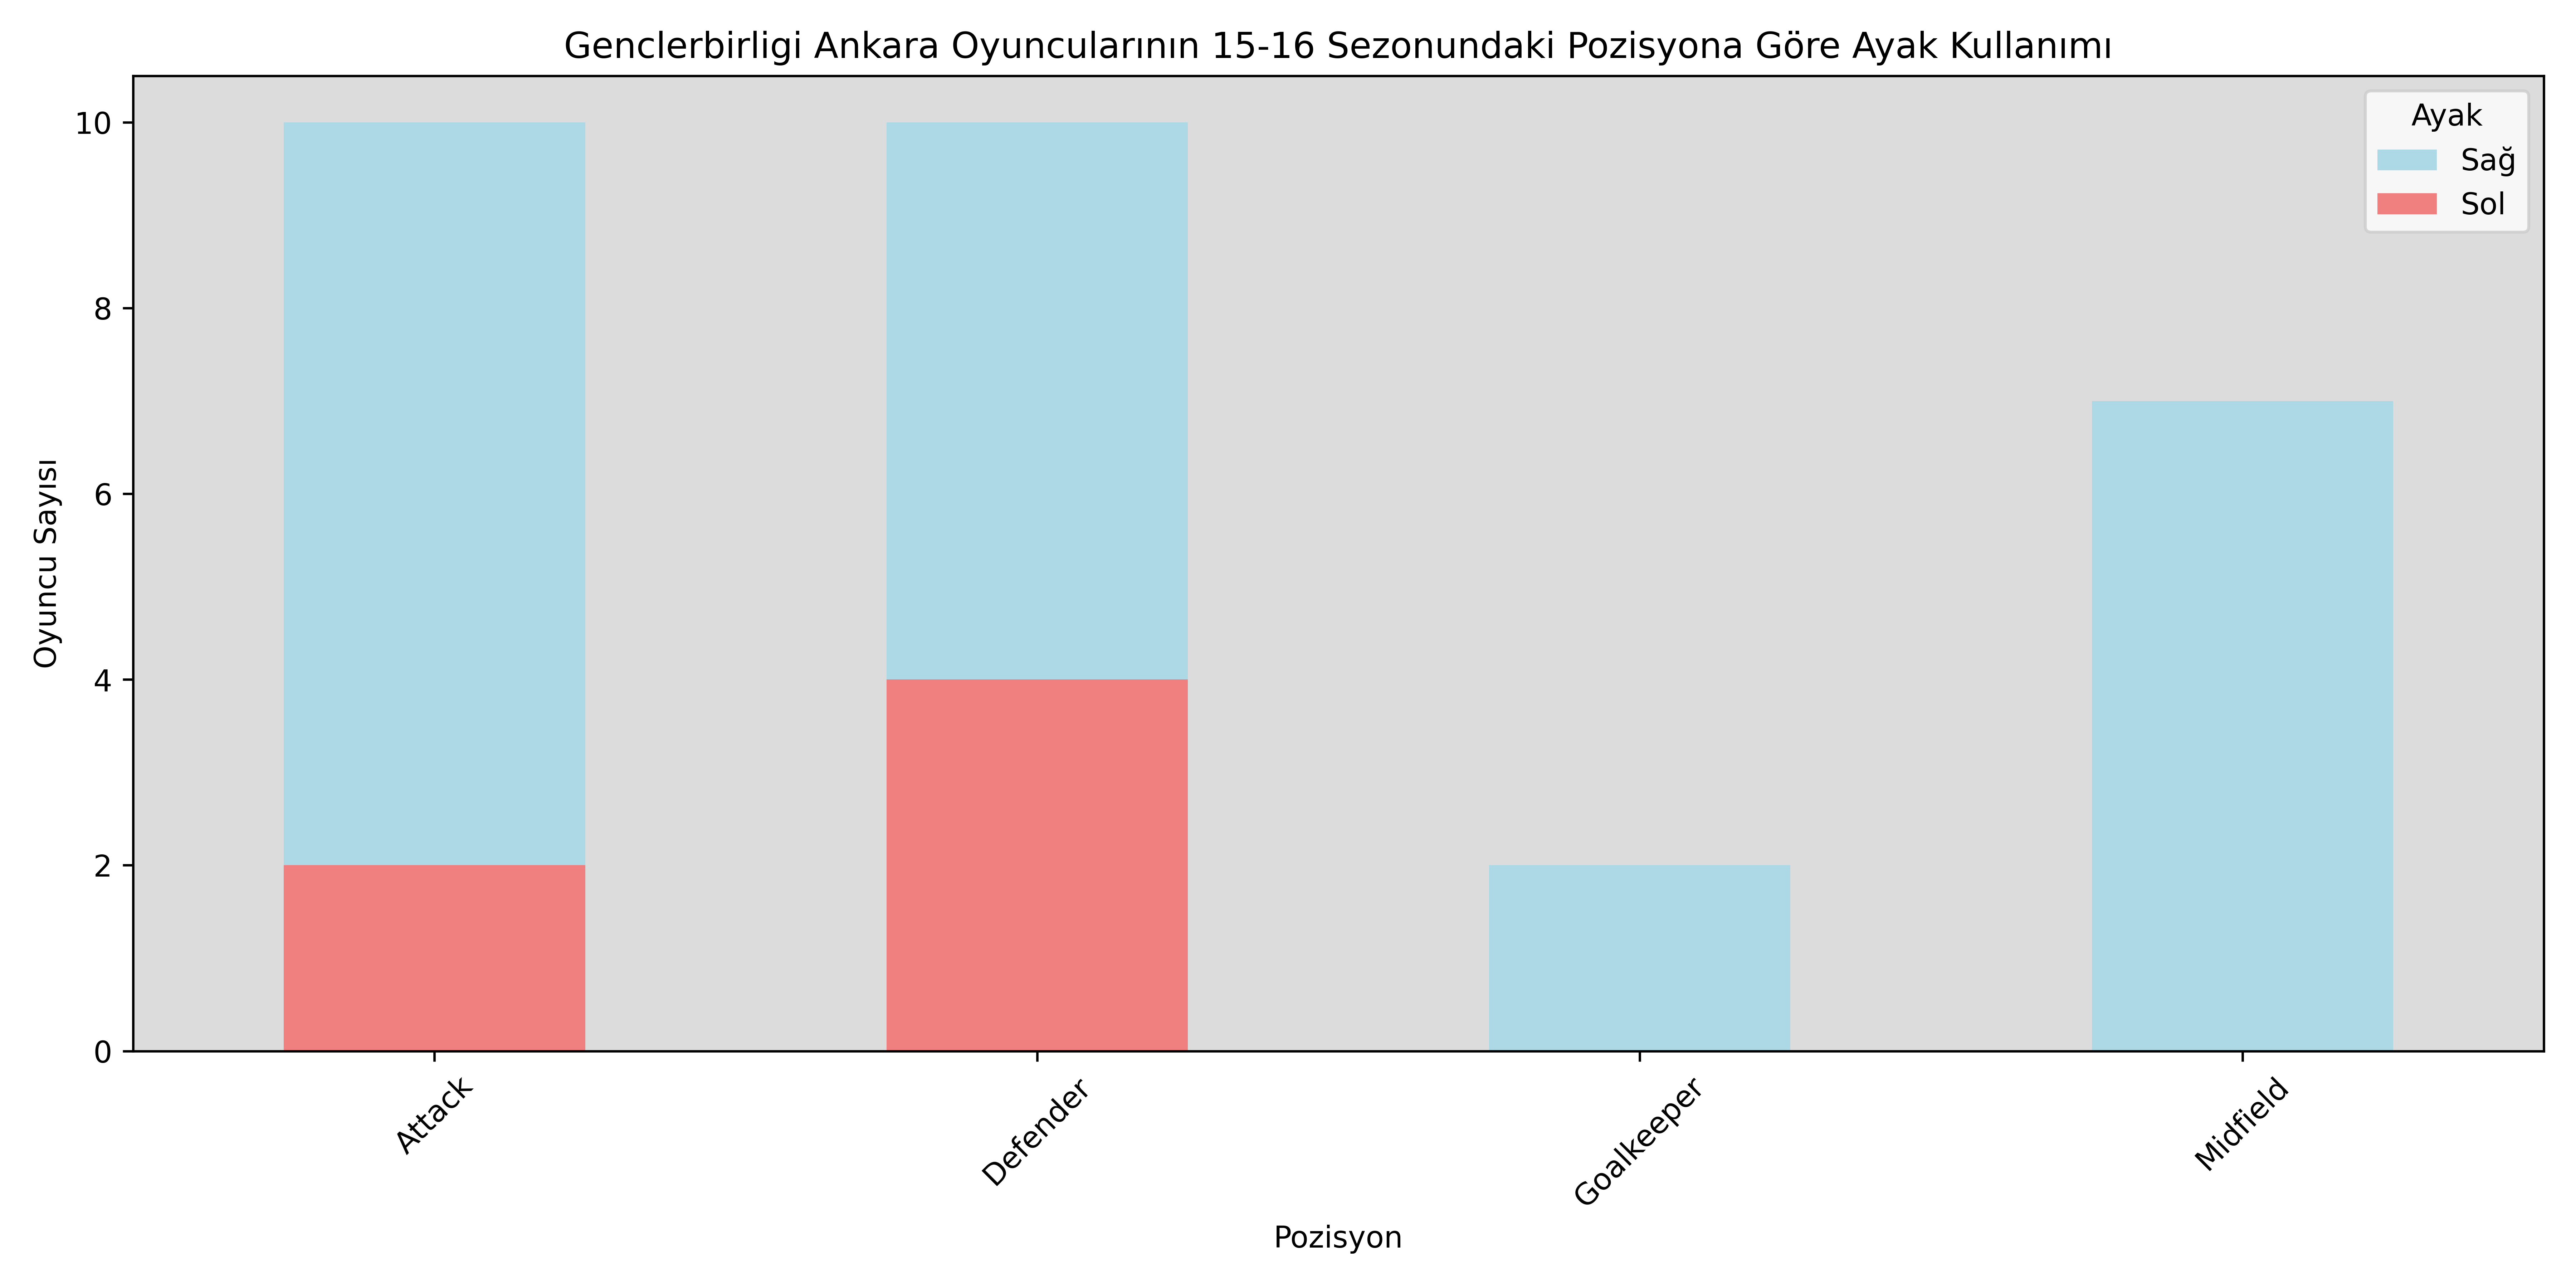 Genclerbirligi Ankara Oyuncularının 15-16 Sezonundaki Pozisyona Göre Ayak Kullanımı
Ayak
Sağ
Sol
Oyuncu Sayısı
10
8
6
4
2
0
Attack
Defender
Goalkeeper
Midfield
Pozisyon